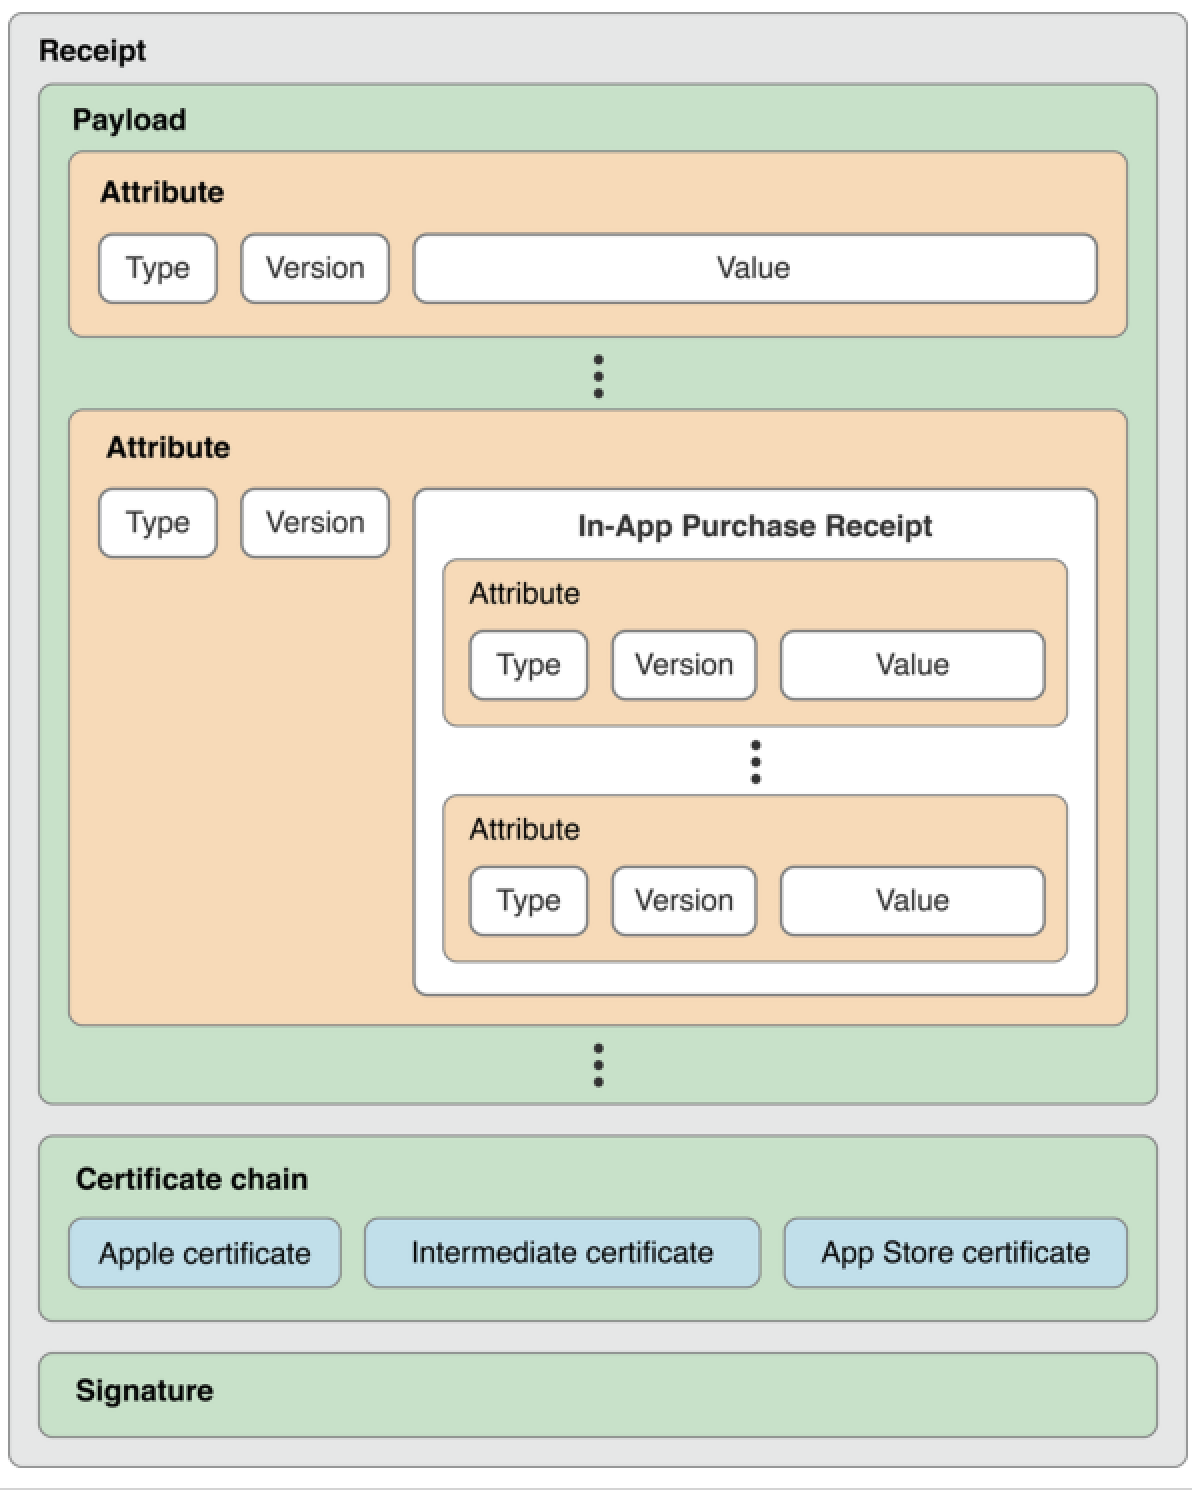 Receipt
Payload
Attribute
Type Version Value
Attribute
Type Version
In-App Purchase Receipt
Attribute
Type Version Value
Attribute
Type Version Value
Certificate chain
Apple certificate Intermediate certificate App Store certificate
Signature